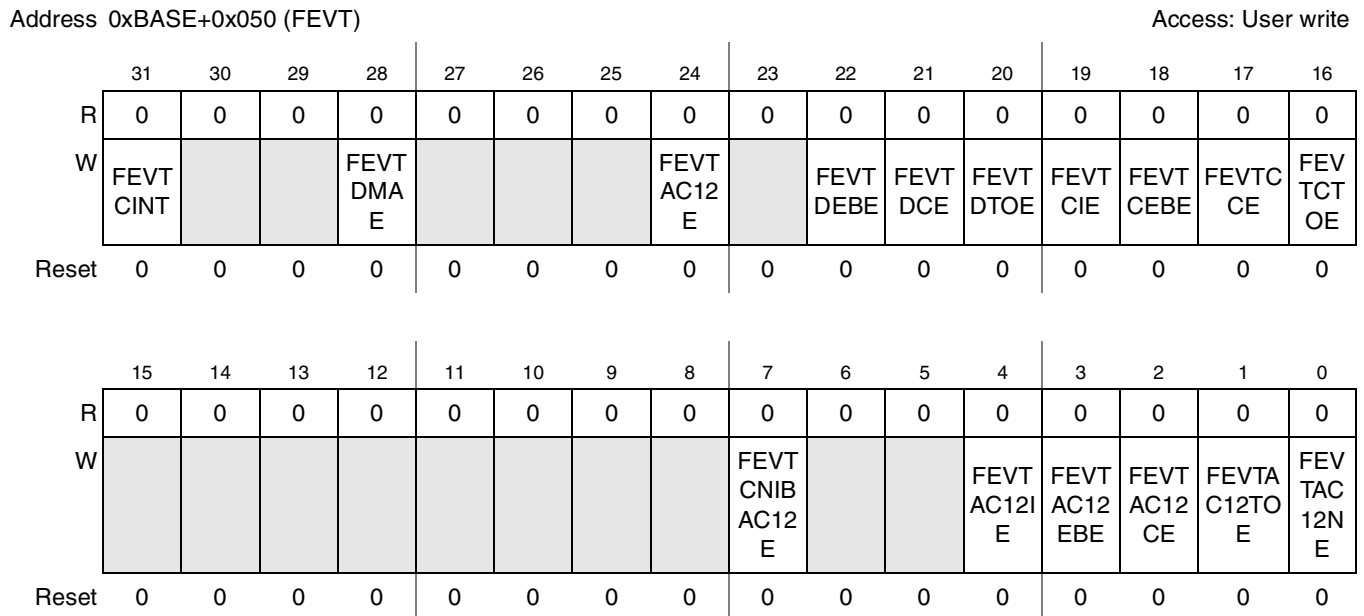 Address 0xBASE+0x050 (FEVT) Access: User write
31 30 29 28 27 26 25 24 23 22 21 20 19 18 17 16
R 0 0 0 0 0 0 0 0 0 0 0 0 0 0 0 0
W FEVT CINT FEVT DMA E FEVT AC12 E FEVT DEBE FEVT DCE FEVT DTOE FEVT CIE FEVT CEBE FEVTC CE FEV TCT OE
Reset 0 0 0 0 0 0 0 0 0 0 0 0 0 0 0 0
15 14 13 12 11 10 9 8 7 6 5 4 3 2 1 0
R 0 0 0 0 0 0 0 0 0 0 0 0 0 0 0 0
W FEVT CNIB AC12 E FEVT AC12I E FEVT AC12 EBE FEVT AC12 CE FEVTA C12TO E FEV TAC 12N E
Reset 0 0 0 0 0 0 0 0 0 0 0 0 0 0 0 0